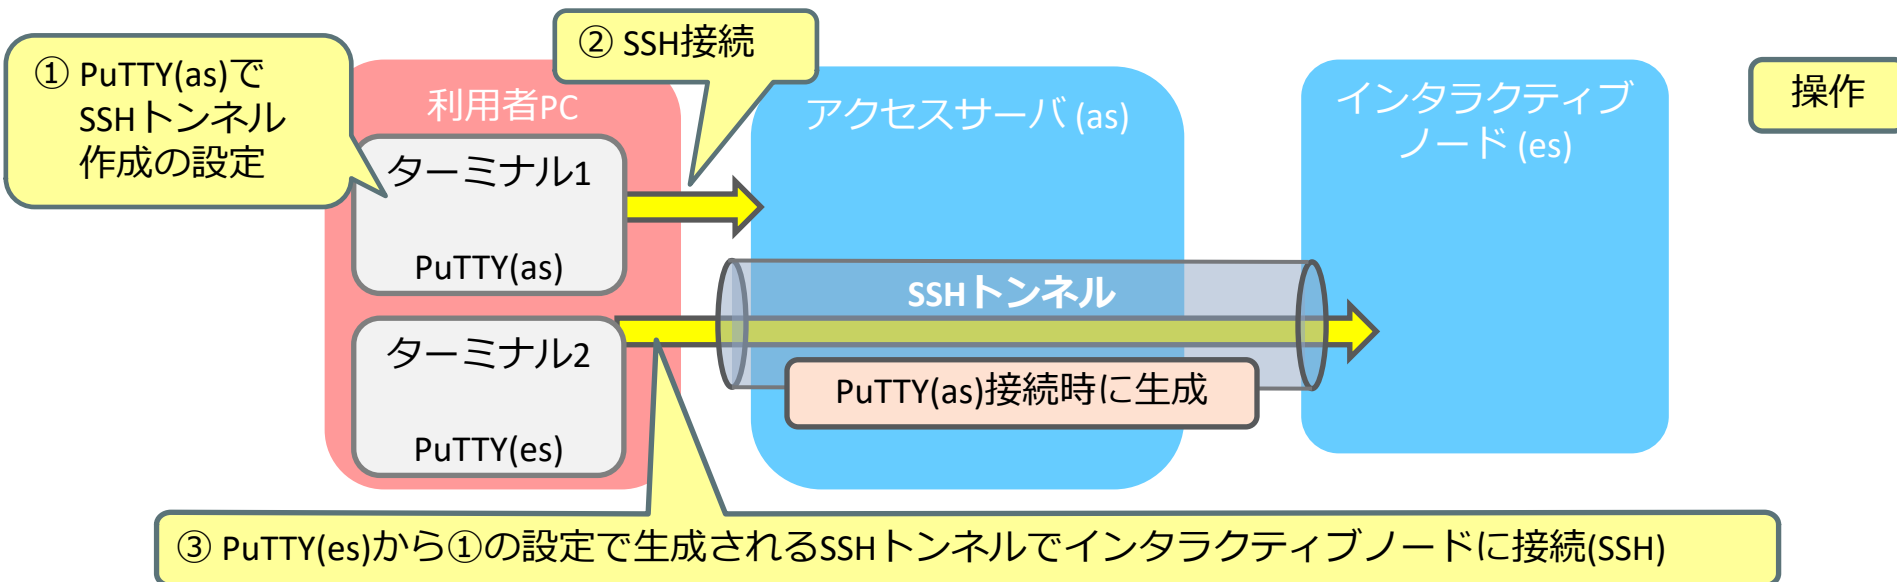 ① PuTTY(as)で
SSHトンネル
作成の設定
② SSH接続
利用者PC
ターミナル1
PuTTY(as)
ターミナル2
PuTTY(es)
アクセスサーバ (as)
インタラクティブ
ノード (es)
操作
SSHトンネル
PuTTY(as)接続時に生成
③ PuTTY(es)から①の設定で生成されるSSHトンネルでインタラクティブノードに接続(SSH)